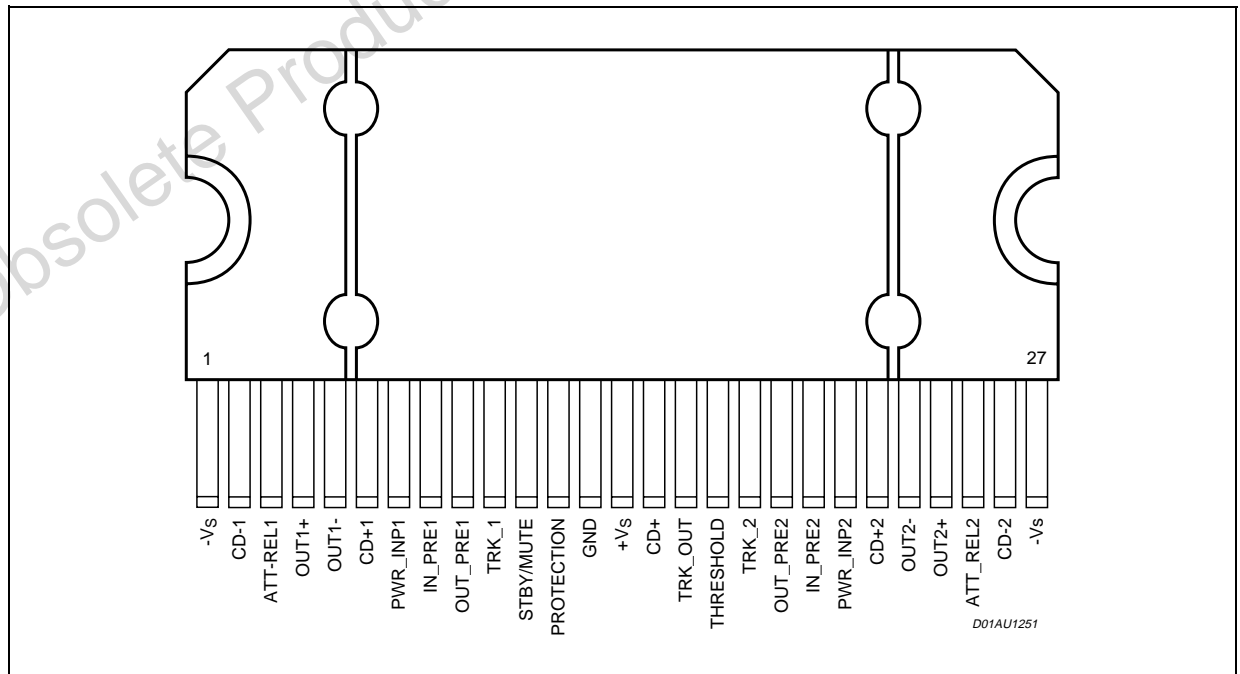 Obsolete Produc
1
27
-Vs
CD-1
ATT-REL1
OUT1+
OUT1-
CD+1
PWR_INP1
IN_PRE1
OUT_PRE1
TRK_1
STBY/MUTE
PROTECTION
GND
+Vs
CD+
TRK_OUT
THRESHOLD
TRK_2
OUT_PRE2
IN_PRE2
PWR_INP2
CD+2
OUT2-
OUT2+
ATT_REL2
CD-2
-Vs
D01AU1251